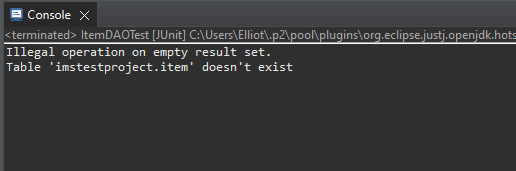 Console
<terminated> ItemDAOTest [JUnit] C:\Users\Elliot\.p2\pool\plugins\org.eclipse.justj.openjdk.hots
Illegal operation on empty result set.
Table 'imstestproject.item' doesn't exist